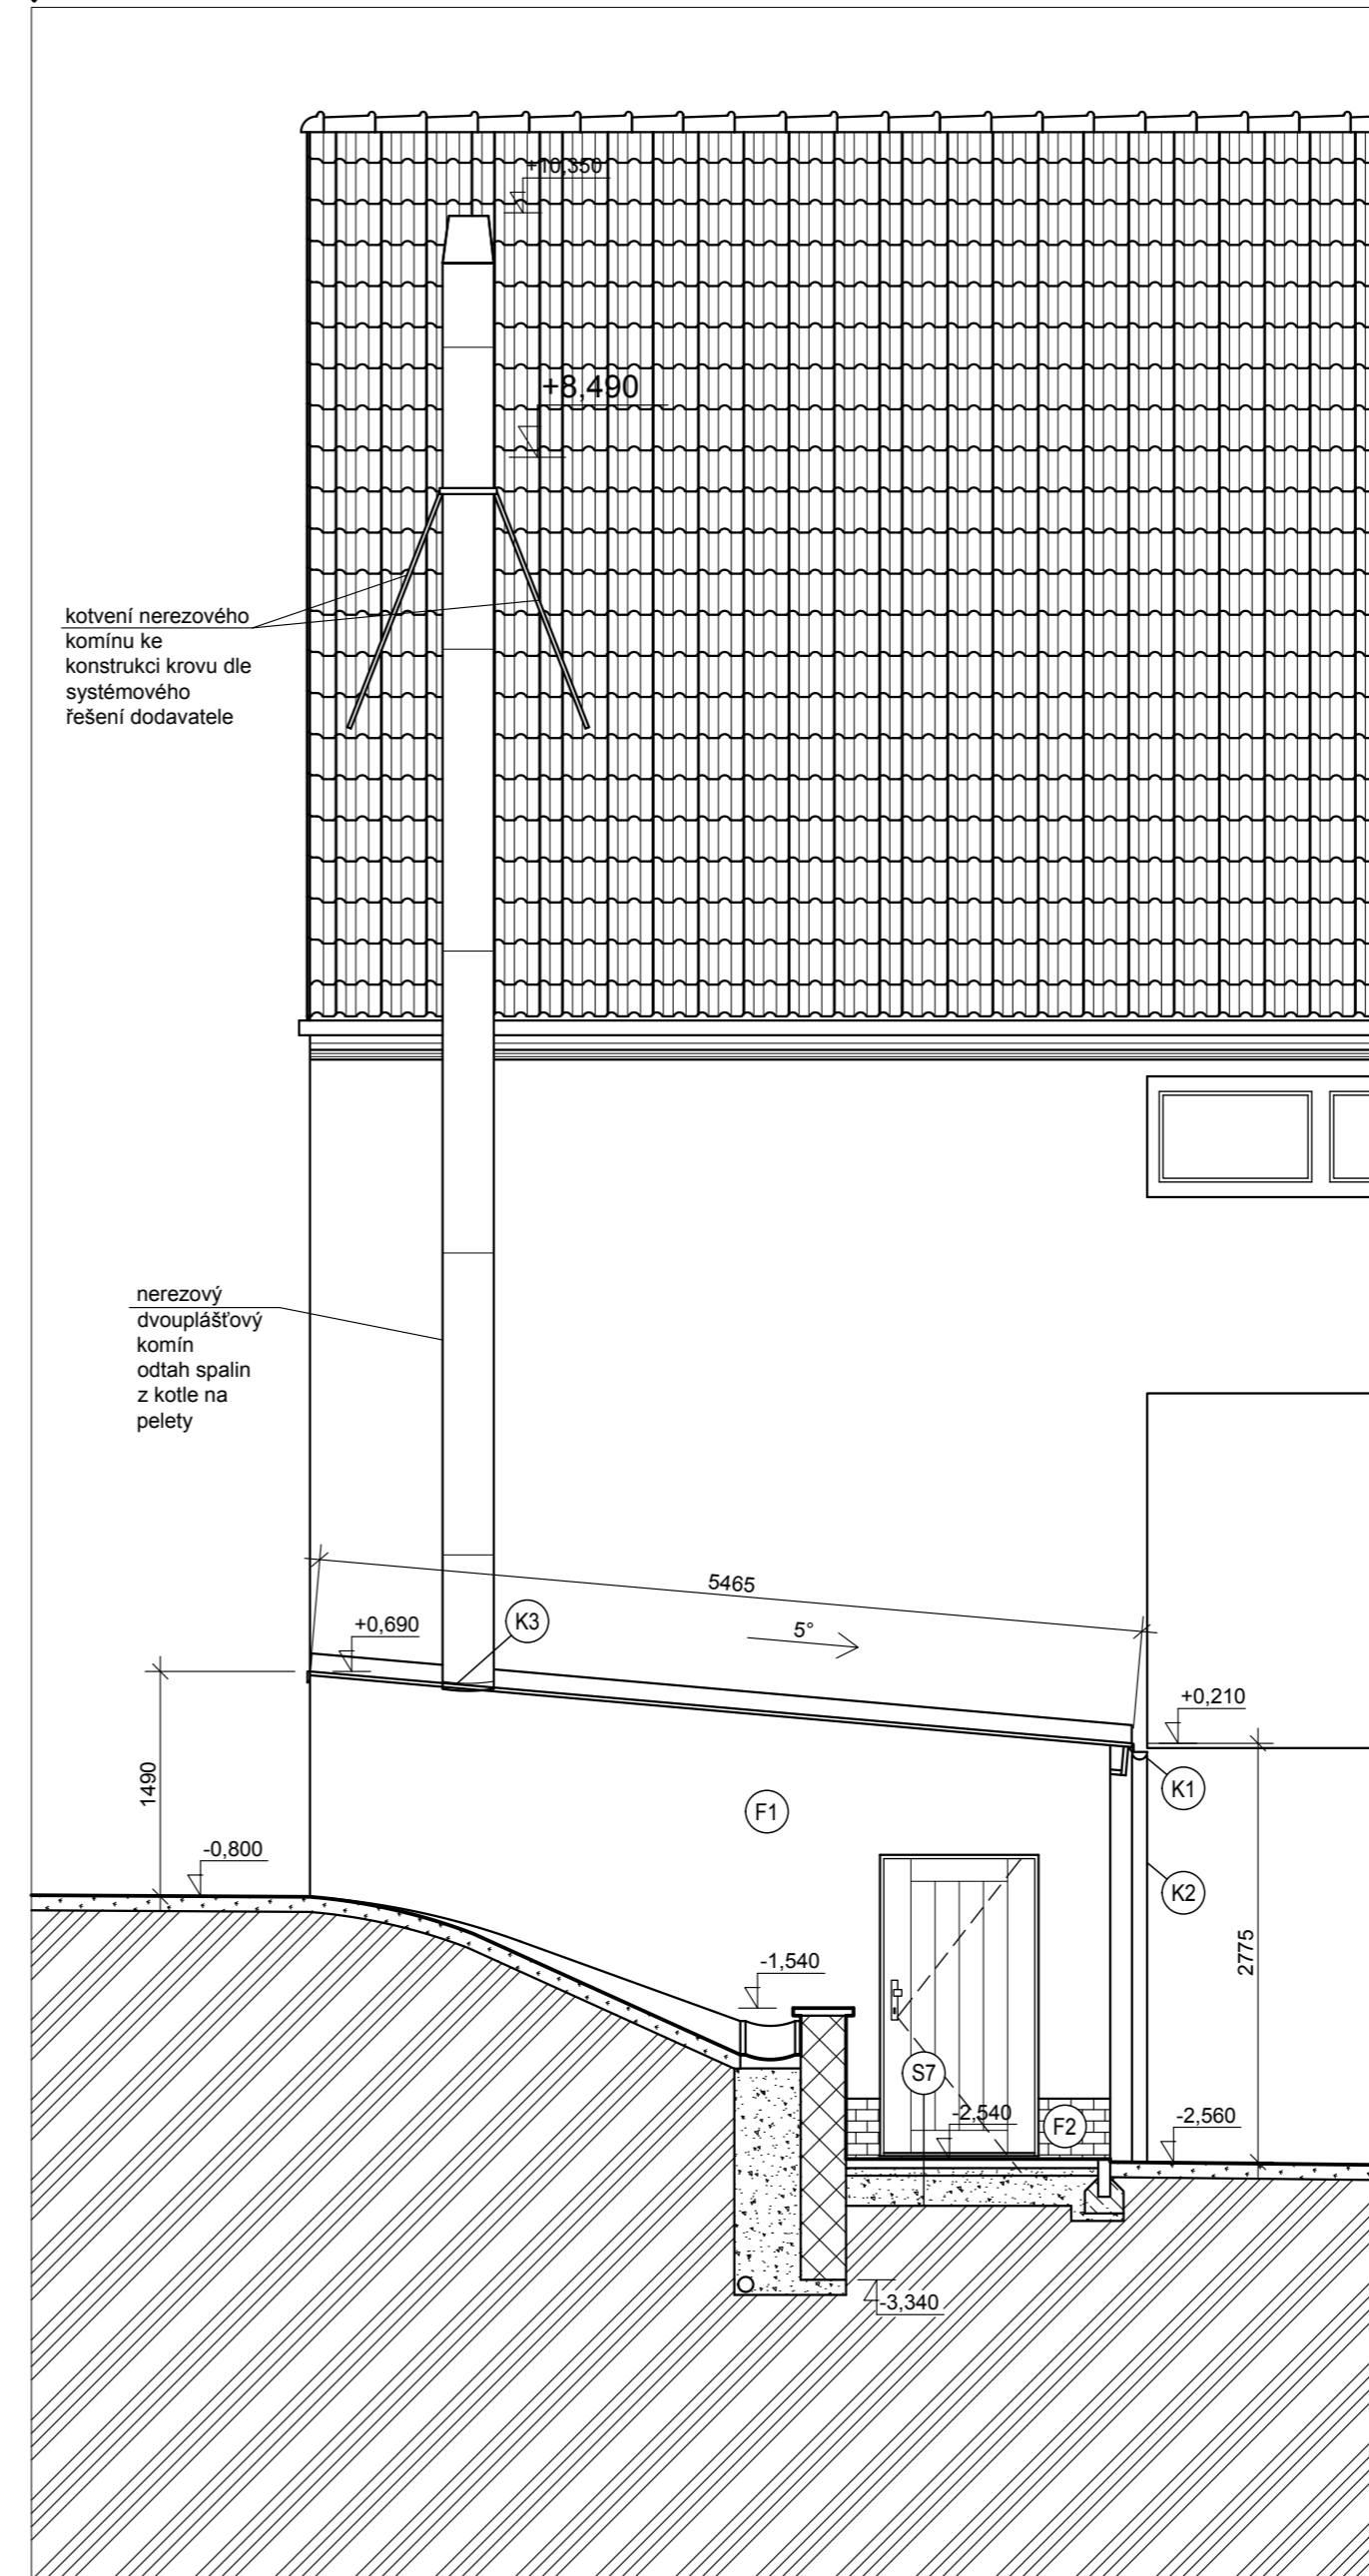 +10,350
+8,490
kotvení nerezového
komínu ke
konstrukci krovu dle
systémového
řešení dodavatele
nerezový
dvouplášťový
komín
odtah spalin
z kotle na
pelety
5465
5°
K3
+0,690
+0,210
1490
K1
F1
-0,800
K2
2775
-1,540
S7
-2,540
F2
-2,560
-3,340